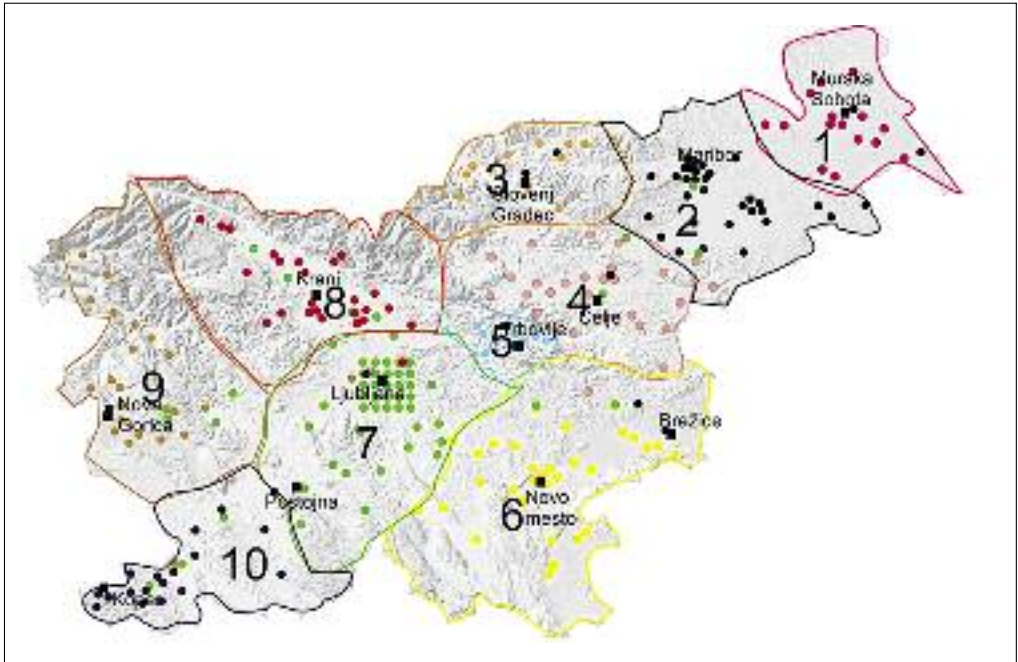 Murska
Sobota
1
Maribor
2
3
Slovenj
Gradec
Kranj
8
4
Celje
5
Trbovlje
9
Nova
Gorica
Ljubljana
7
Brežice
Postojna
6
Novo
mesto
10